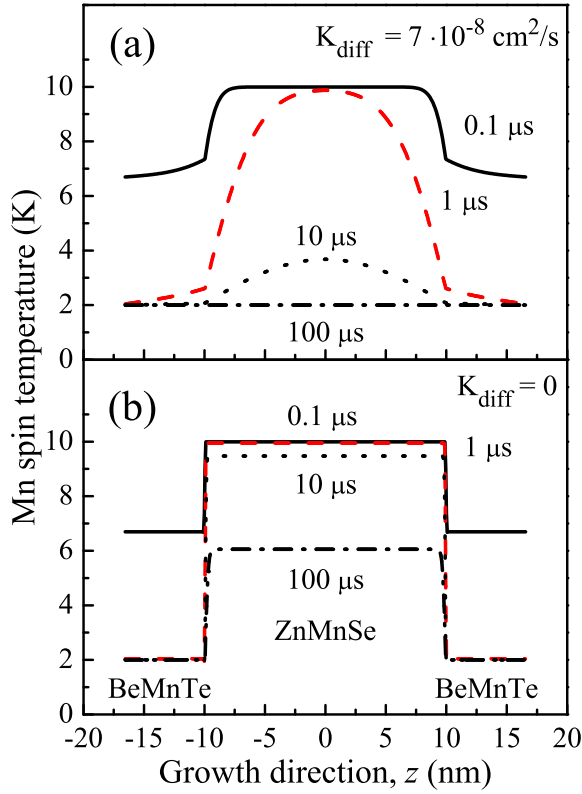 (a)
K_diff = 7 ·10^-8 cm^2/s
10
8
6
4
2
0
0.1 μs
1 μs
10 μs
100 μs
Mn spin temperature (K)
(b)
K_diff = 0
12
10
8
6
4
2
0
0.1 μs
1 μs
10 μs
100 μs
ZnMnSe
BeMnTe
BeMnTe
-20 -15 -10 -5 0 5 10 15 20
Growth direction, z (nm)